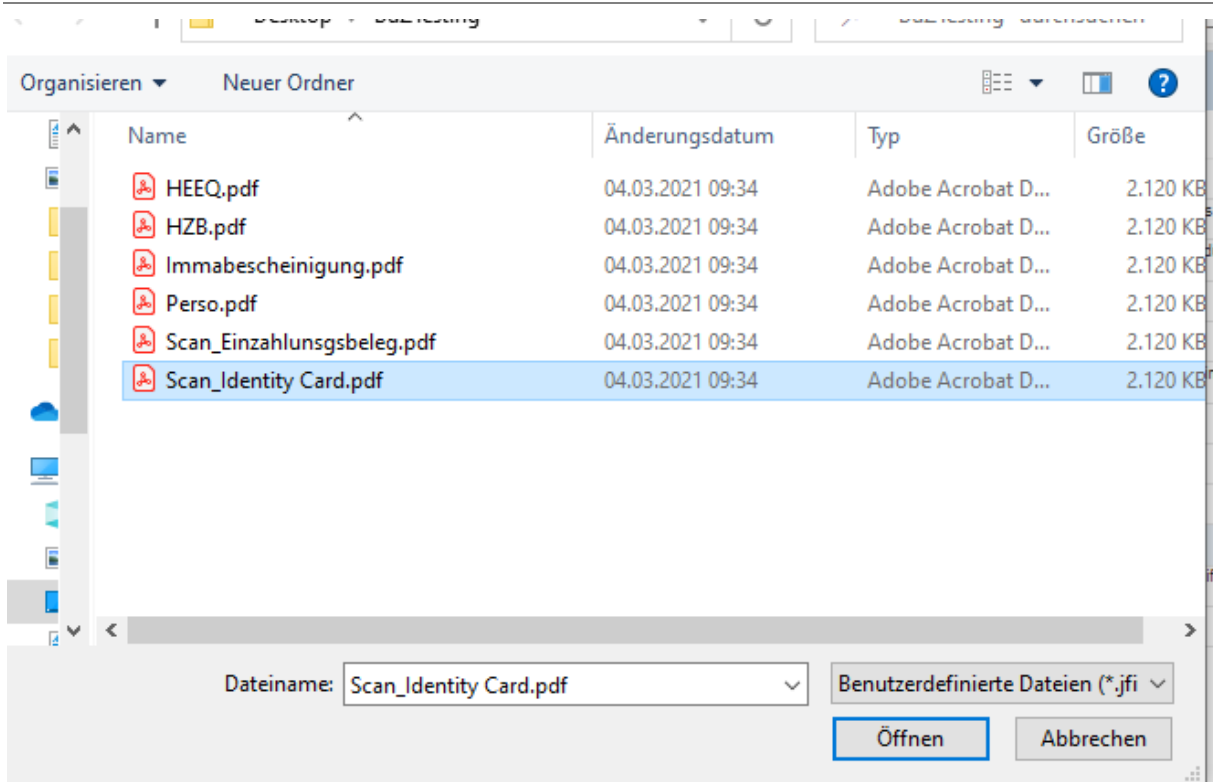 Desktop
durchsuchen
Organisieren Neuer Ordner
Name Änderungsdatum Typ Größe
HEEQ.pdf 04.03.2021 09:34 Adobe Acrobat D... 2.120 KB
HZB.pdf 04.03.2021 09:34 Adobe Acrobat D... 2.120 KB
Immabescheinigung.pdf 04.03.2021 09:34 Adobe Acrobat D... 2.120 KB
Perso.pdf 04.03.2021 09:34 Adobe Acrobat D... 2.120 KB
Scan_Einzahlunsgsbeleg.pdf 04.03.2021 09:34 Adobe Acrobat D... 2.120 KB
Scan_Identity Card.pdf 04.03.2021 09:34 Adobe Acrobat D... 2.120 KB
Dateiname: Scan_Identity Card.pdf Benutzerdefinierte Dateien (*.jfi
Öffnen Abbrechen